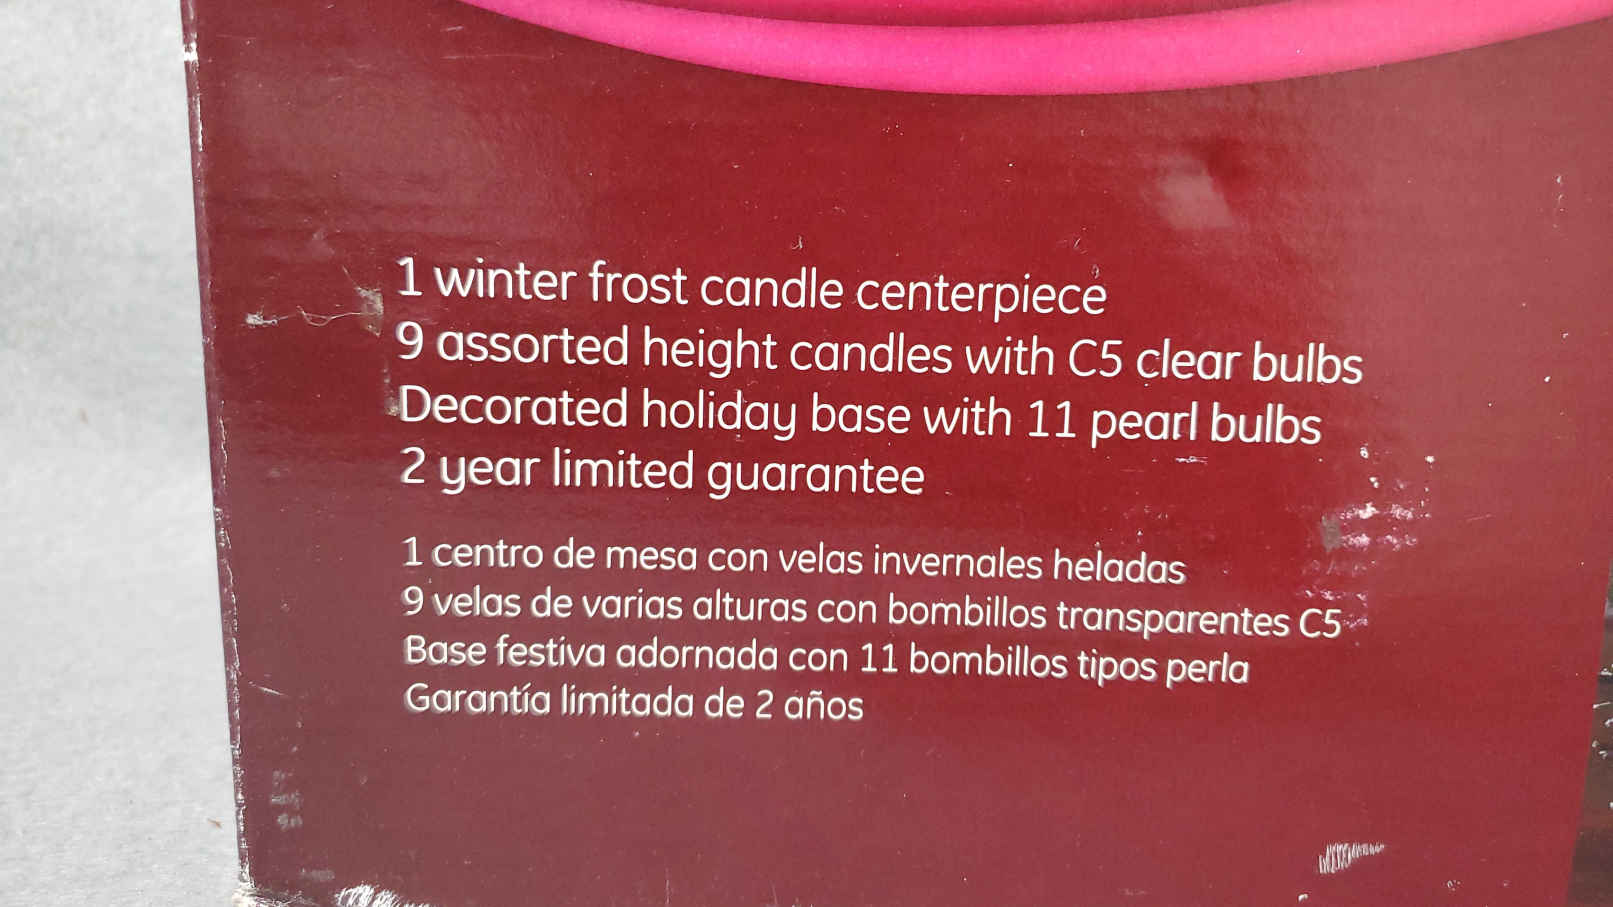 1 winter frost candle centerpiece
9 assorted height candles with C5 clear bulbs
Decorated holiday base with 11 pearl bulbs
2 year limited guarantee
1 centro de mesa con velas invernales heladas
9 velas de varias alturas con bombillos transparentes C5
Base festiva adornada con 11 bombillos tipos perla
Garantía limitada de 2 años